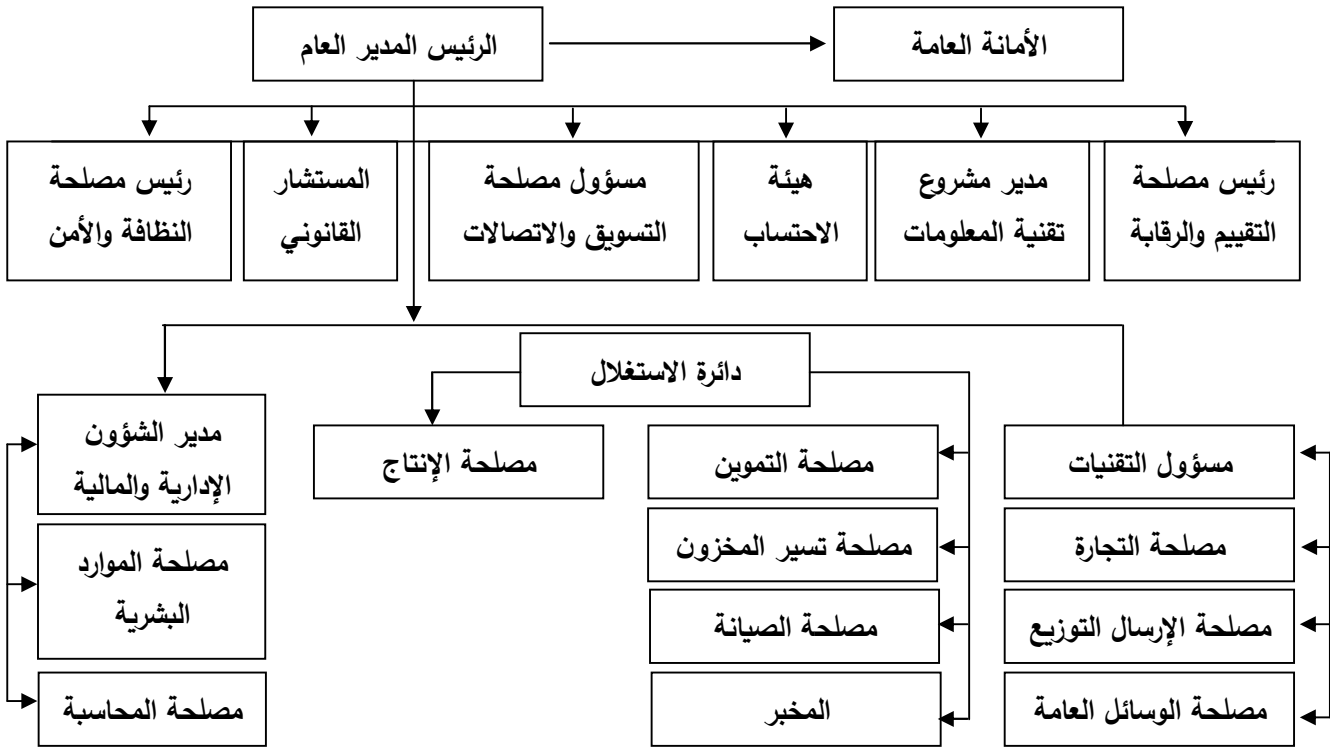 الرئيس المدير العام
الأمانة العامة
رئيس مصلحة
التقييم والرقابة
مدير مشروع
تقنية المعلومات
هيئة
الاحتساب
مسؤول مصلحة
التسويق والاتصالات
المستشار
القانوني
رئيس مصلحة
النظافة والأمن
دائرة الاستغلال
مسؤول التقنيات
مصلحة التجارة
مصلحة الإرسال التوزيع
مصلحة الوسائل العامة
مصلحة التموين
مصلحة تسير المخزون
مصلحة الصيانة
المخبر
مصلحة الإنتاج
مدير الشؤون
الإدارية والمالية
مصلحة الموارد
البشرية
مصلحة المحاسبة